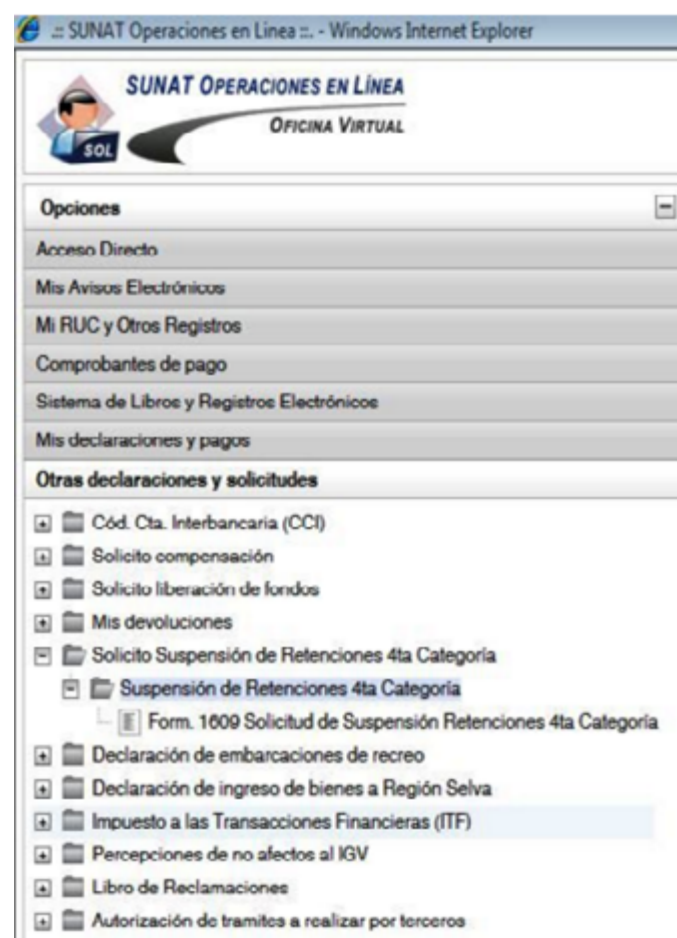 .:: SUNAT Operaciones en Linea ::. - Windows Internet Explorer
SUNAT OPERACIONES EN LÍNEA
OFICINA VIRTUAL
SOL
Opciones
Acceso Directo
Mis Avisos Electrónicos
Mi RUC y Otros Registros
Comprobantes de pago
Sistema de Libros y Registros Electrónicos
Mis declaraciones y pagos
Otras declaraciones y solicitudes
Cód. Cta. Interbancaria (CCI)
Solicito compensación
Solicito liberación de fondos
Mis devoluciones
Solicito Suspensión de Retenciones 4ta Categoría
Suspensión de Retenciones 4ta Categoría
Form. 1609 Solicitud de Suspensión Retenciones 4ta Categoría
Declaración de embarcaciones de recreo
Declaración de ingreso de bienes a Región Selva
Impuesto a las Transacciones Financieras (ITF)
Percepciones de no afectos al IGV
Libro de Reclamaciones
Autorización de tramites a realizar por terceros